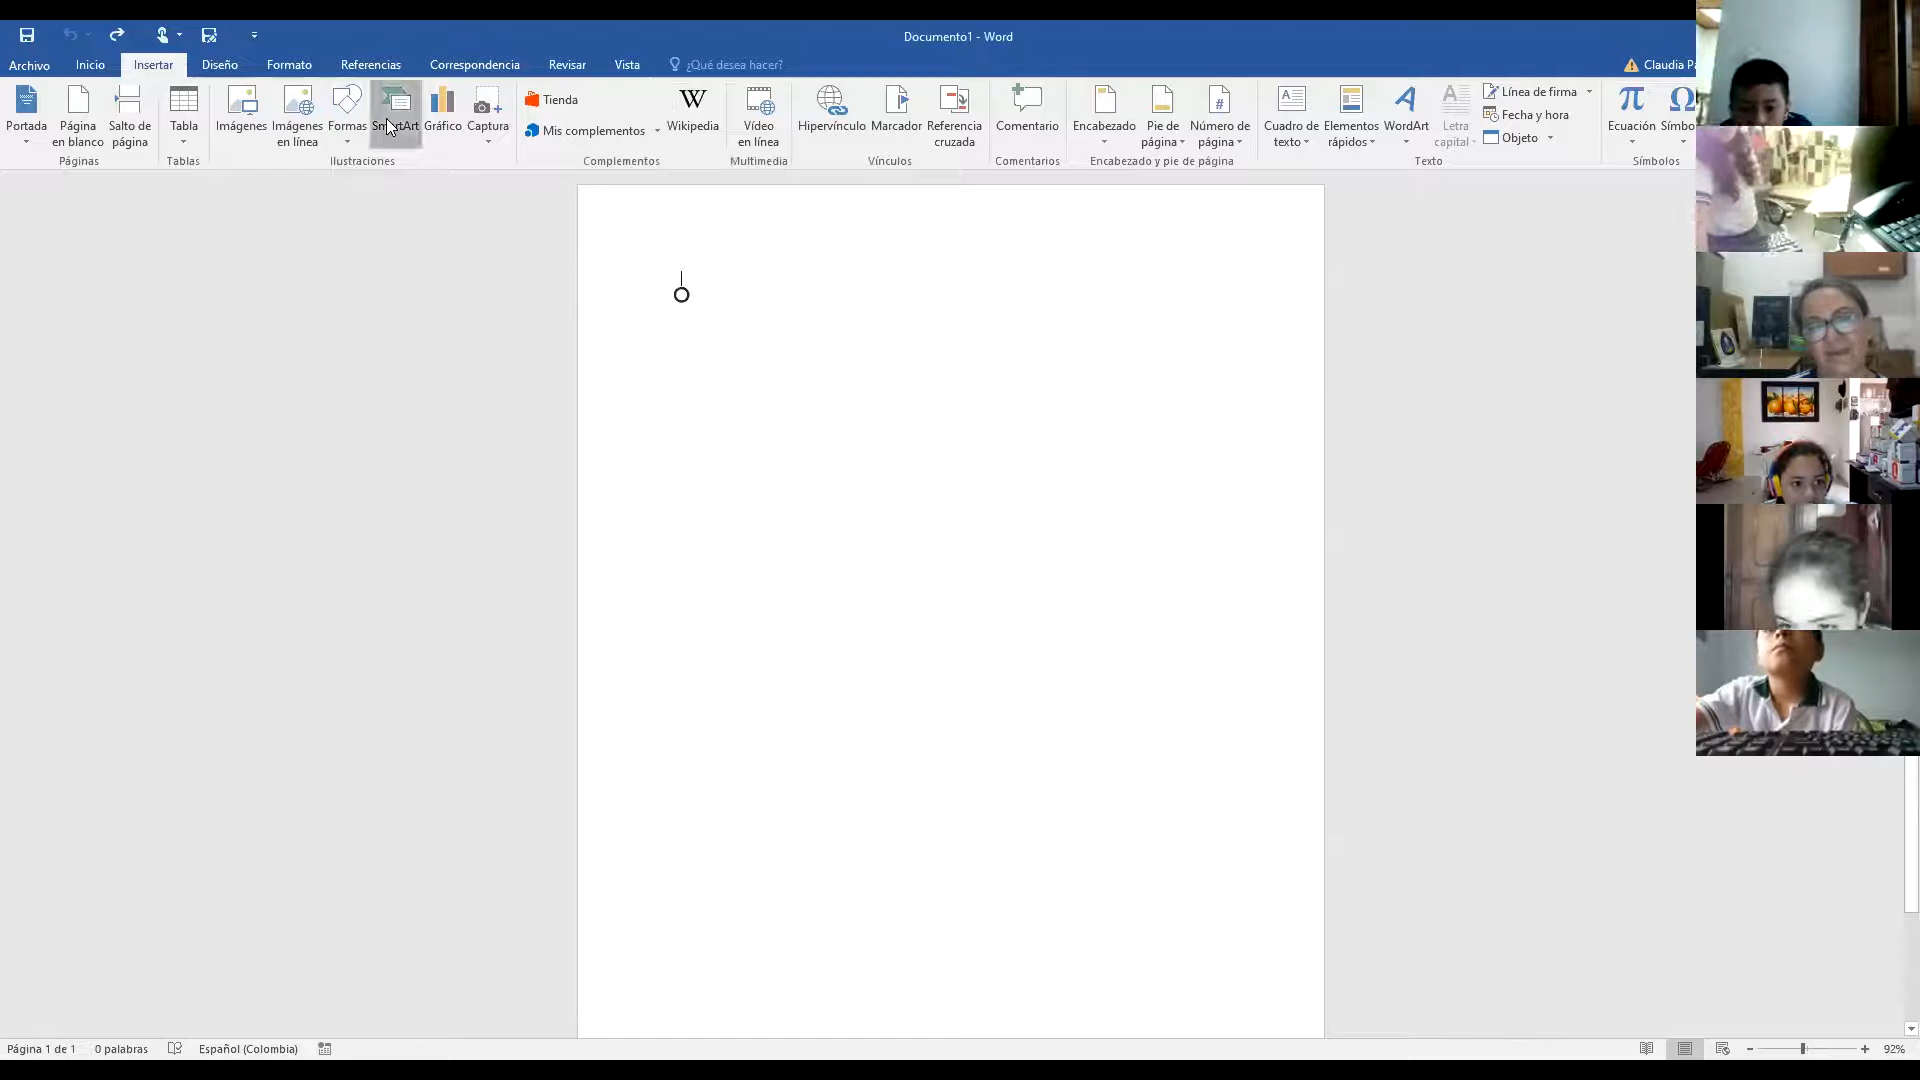 Documento1 - Word
Archivo Inicio Insertar Diseño Formato Referencias Correspondencia Revisar Vista ¿Qué desea hacer? Claudia
Portada Página en blanco Salto de página
Páginas
Tabla
Tablas
Imágenes Imágenes en línea Formas SmartArt Gráfico Captura
Ilustraciones
Tienda
Mis complementos
Wikipedia
Complementos
Vídeo en línea
Multimedia
Hipervínculo Marcador Referencia cruzada
Vínculos
Comentario
Comentarios
Encabezado Pie de página Número de página
Encabezado y pie de página
Cuadro de texto Elementos rápidos WordArt Letra capital
Línea de firma
Fecha y hora
Objeto
Texto
Ecuación Símbo
Símbolos
Página 1 de 1 0 palabras Español (Colombia) 92%